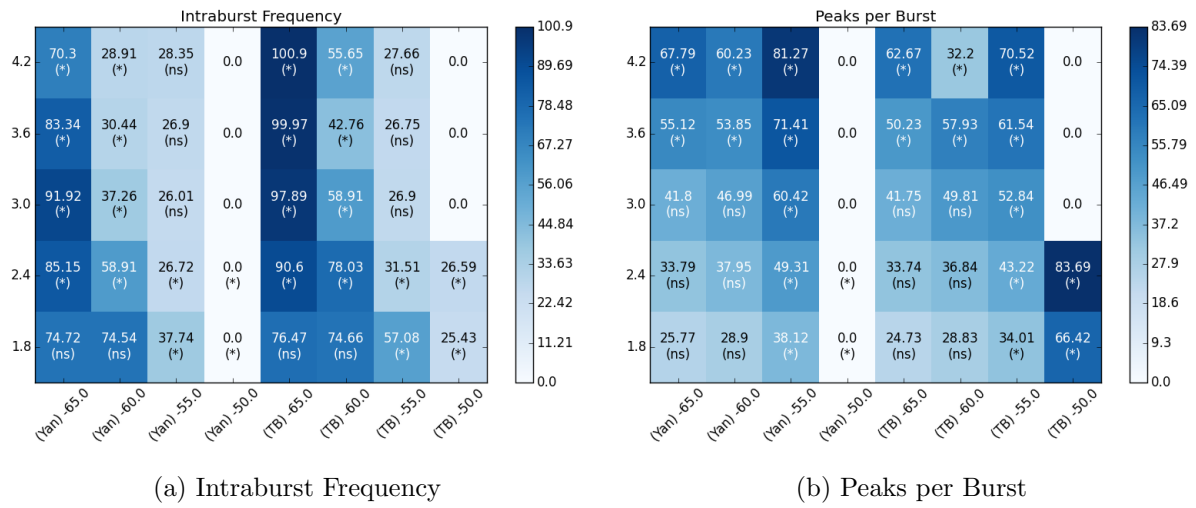 Intraburst Frequency
4.2 70.3 28.91 28.35 0.0 100.9 55.65 27.66 0.0
(*) (*) (ns) (*) (*) (ns)
3.6 83.34 30.44 26.9 0.0 99.97 42.76 26.75 0.0
(*) (*) (ns) (*) (*) (ns)
3.0 91.92 37.26 26.01 0.0 97.89 58.91 26.9 0.0
(*) (*) (ns) (*) (*) (ns)
2.4 85.15 58.91 26.72 0.0 90.6 78.03 31.51 26.59
(*) (*) (ns) (*) (*) (*) (*) (*)
1.8 74.72 74.54 37.74 0.0 76.47 74.66 57.08 25.43
(ns) (ns) (*) (*) (ns) (ns) (*) (*)
(Yan) -65.0 (Yan) -60.0 (Yan) -55.0 (Yan) -50.0 (TB) -65.0 (TB) -60.0 (TB) -55.0 (TB) -50.0
100.9
89.69
78.48
67.27
56.06
44.84
33.63
22.42
11.21
0.0
(a) Intraburst Frequency
Peaks per Burst
4.2 67.79 60.23 81.27 0.0 62.67 32.2 70.52 0.0
(*) (*) (*) (*) (*) (*)
3.6 55.12 53.85 71.41 0.0 50.23 57.93 61.54 0.0
(*) (*) (*) (*) (*) (*)
3.0 41.8 46.99 60.42 0.0 41.75 49.81 52.84 0.0
(ns) (ns) (*) (ns) (ns) (*)
2.4 33.79 37.95 49.31 0.0 33.74 36.84 43.22 83.69
(ns) (ns) (*) (*) (ns) (ns) (*) (*)
1.8 25.77 28.9 38.12 0.0 24.73 28.83 34.01 66.42
(ns) (ns) (*) (*) (ns) (ns) (*) (*)
(Yan) -65.0 (Yan) -60.0 (Yan) -55.0 (Yan) -50.0 (TB) -65.0 (TB) -60.0 (TB) -55.0 (TB) -50.0
83.69
74.39
65.09
55.79
46.49
37.2
27.9
18.6
9.3
0.0
(b) Peaks per Burst